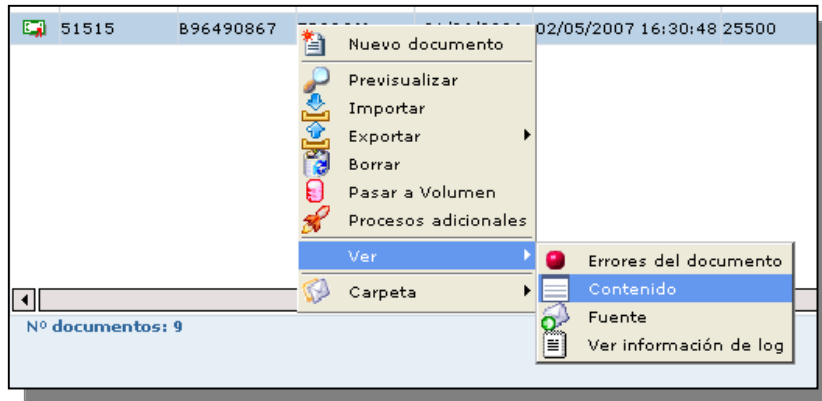 51515 B96490867 02/05/2007 16:30:48 25500
Nuevo documento
Previsualizar
Importar
Exportar
Borrar
Pasar a Volumen
Procesos adicionales
Ver
Errores del documento
Carpeta
Contenido
Nº documentos: 9
Fuente
Ver información de log